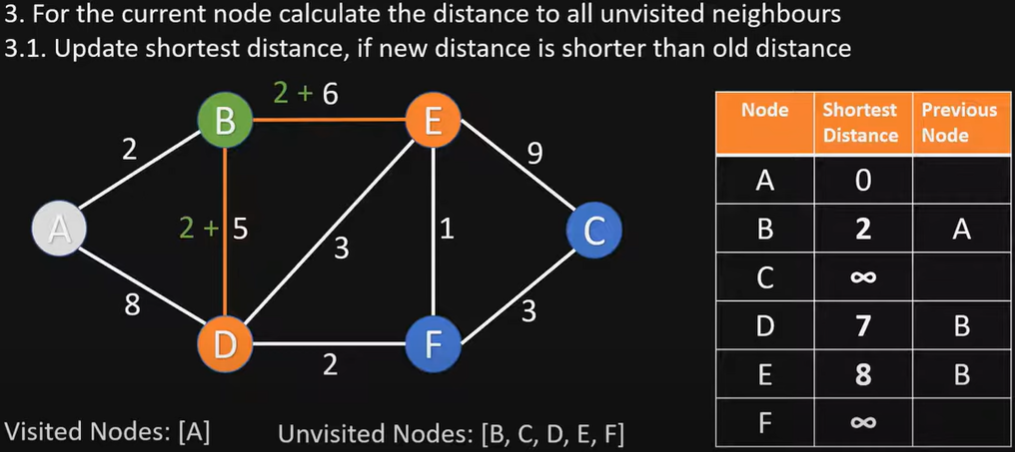 3. For the current node calculate the distance to all unvisited neighbours
3.1. Update shortest distance, if new distance is shorter than old distance
2 + 6
B
E
2
9
A
2 + 5
3
1
C
8
3
D
F
2
Node Shortest Distance Previous Node
A 0
B 2 A
C ∞
D 7 B
E 8 B
F ∞
Visited Nodes: [A]
Unvisited Nodes: [B, C, D, E, F]